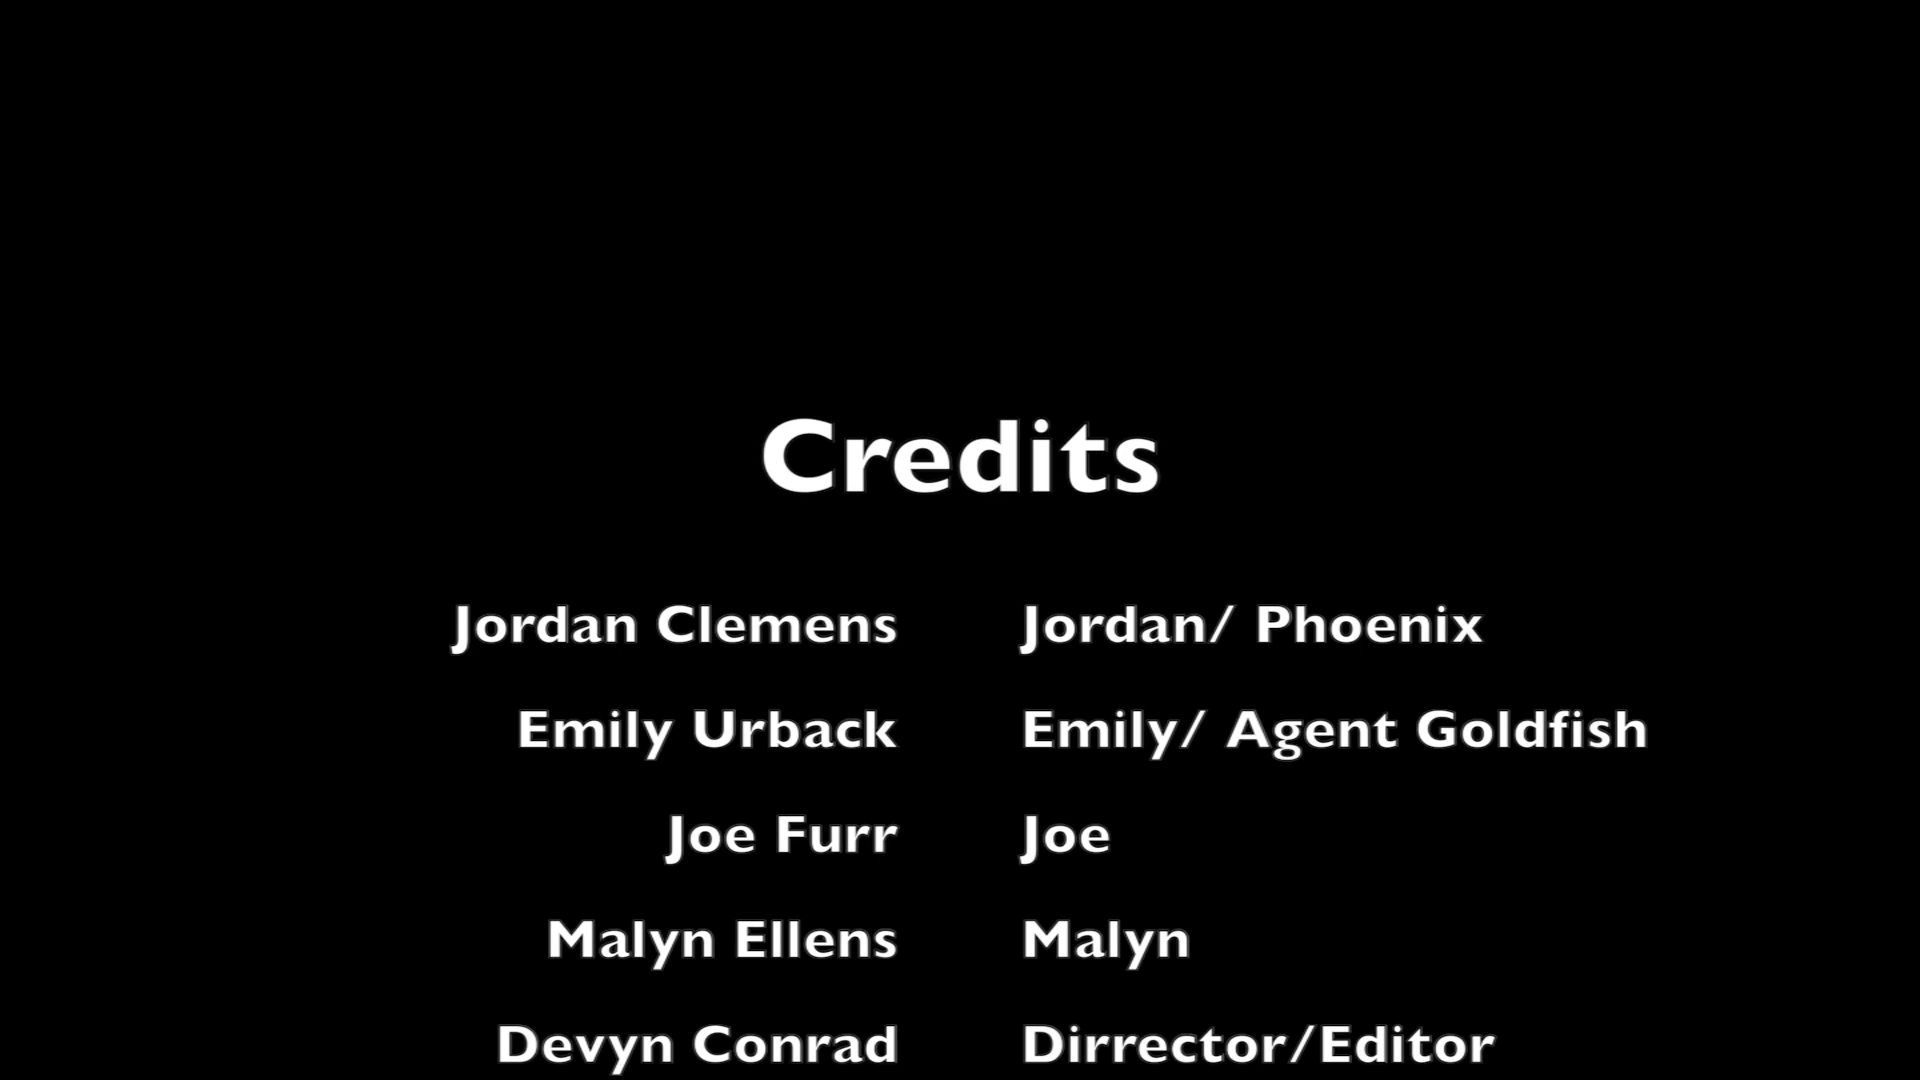 Credits
Jordan Clemens Jordan/ Phoenix
Emily Urback Emily/ Agent Goldfish
Joe Furr Joe
Malyn Ellens Malyn
Devyn Conrad Dirrector/Editor